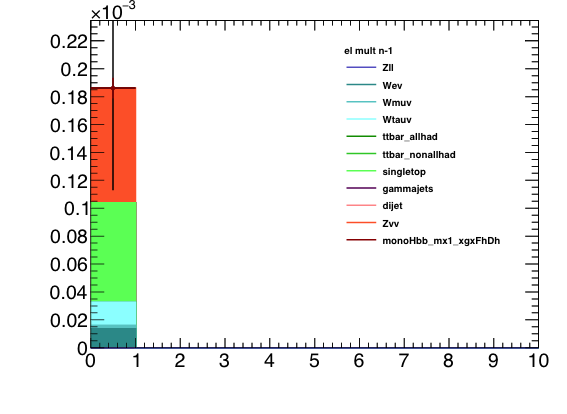 ×10⁻³
0.22
0.2
0.18
0.16
0.14
0.12
0.1
0.08
0.06
0.04
0.02
0
0 1 2 3 4 5 6 7 8 9 10
el mult n-1
Zll
Wev
Wmuv
Wtauv
ttbar_allhad
ttbar_nonallhad
singletop
gammajets
dijet
Zvv
monoHbb_mx1_xgxFhDh